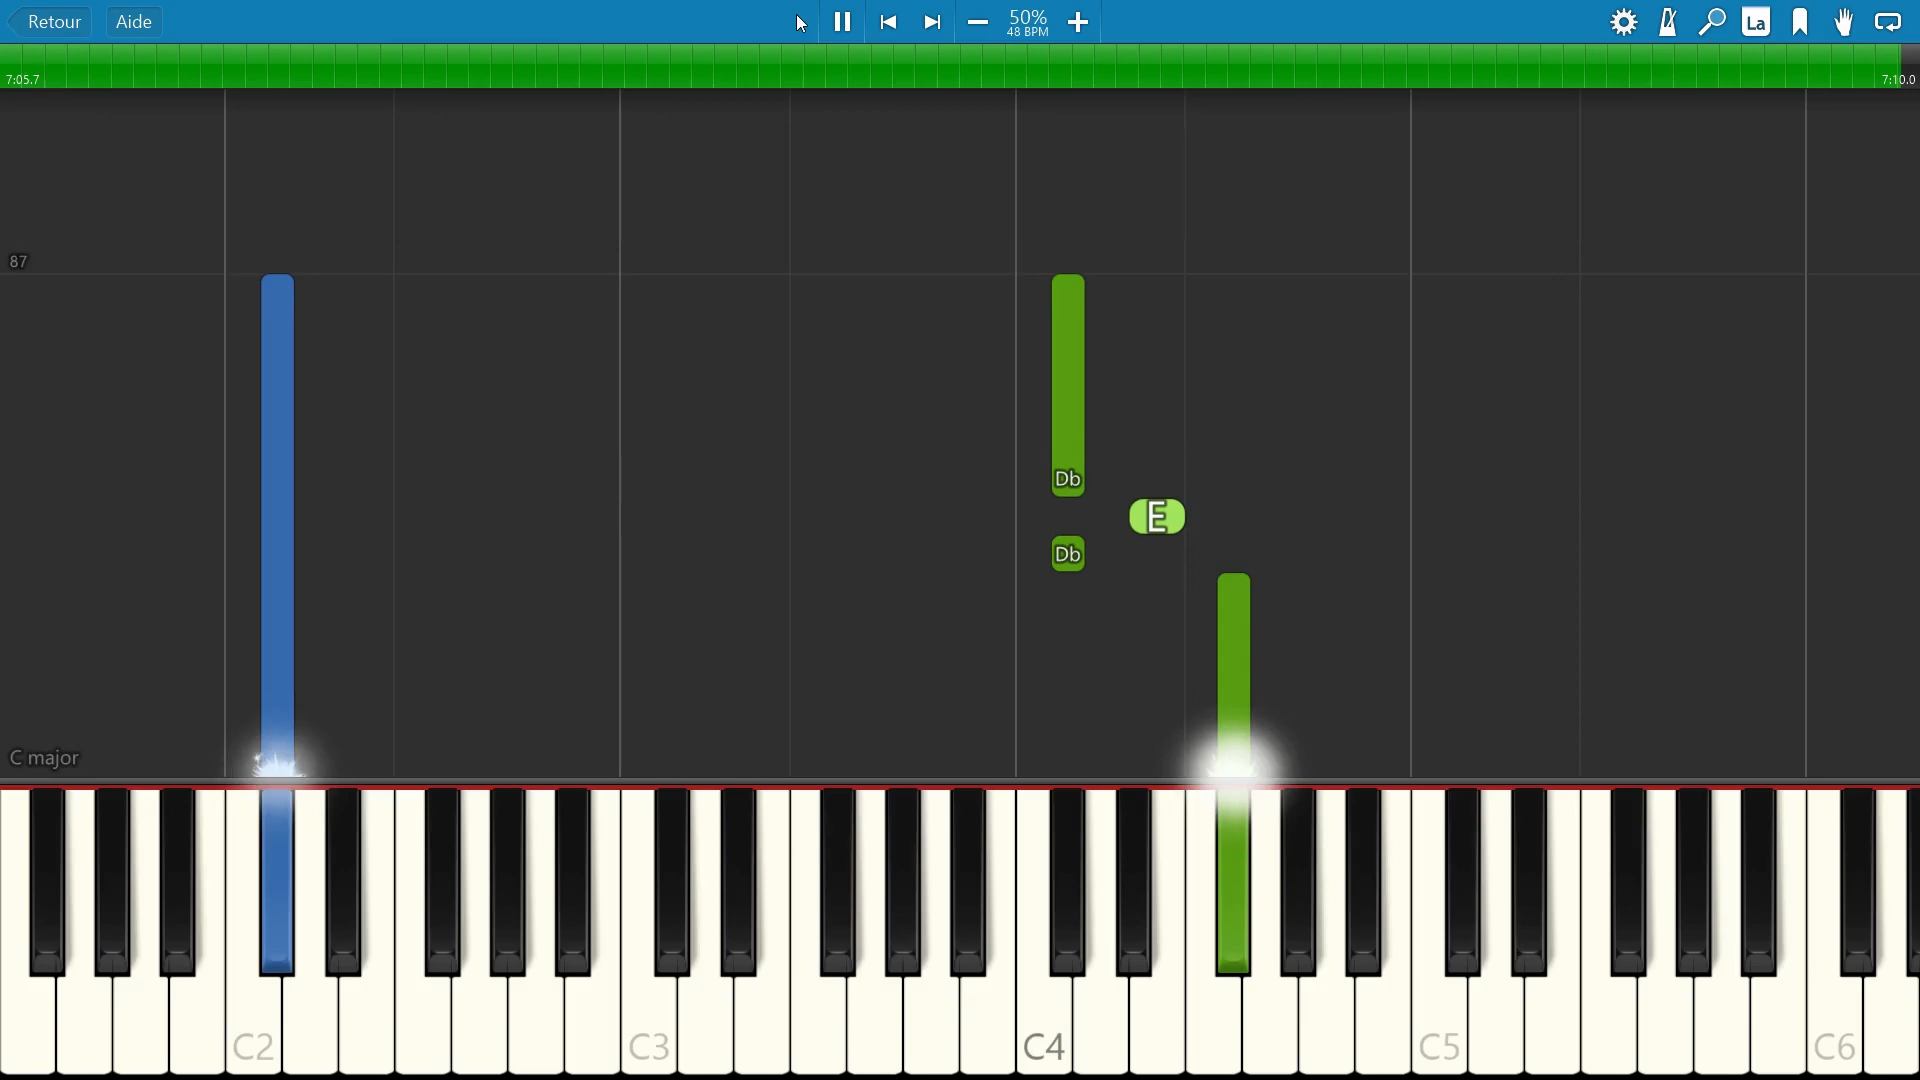 Retour Aide 50% La
48 BPM
7:05.7 7:10.0
87
Db
E
Db
C major
C2 C3 C4 C5 C6